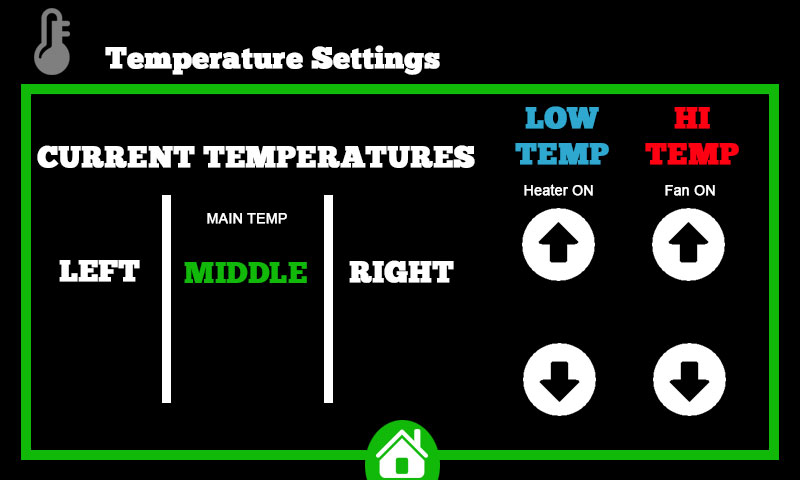 Temperature Settings
CURRENT TEMPERATURES
MAIN TEMP
LEFT
MIDDLE
RIGHT
LOW
TEMP
Heater ON
HI
TEMP
Fan ON